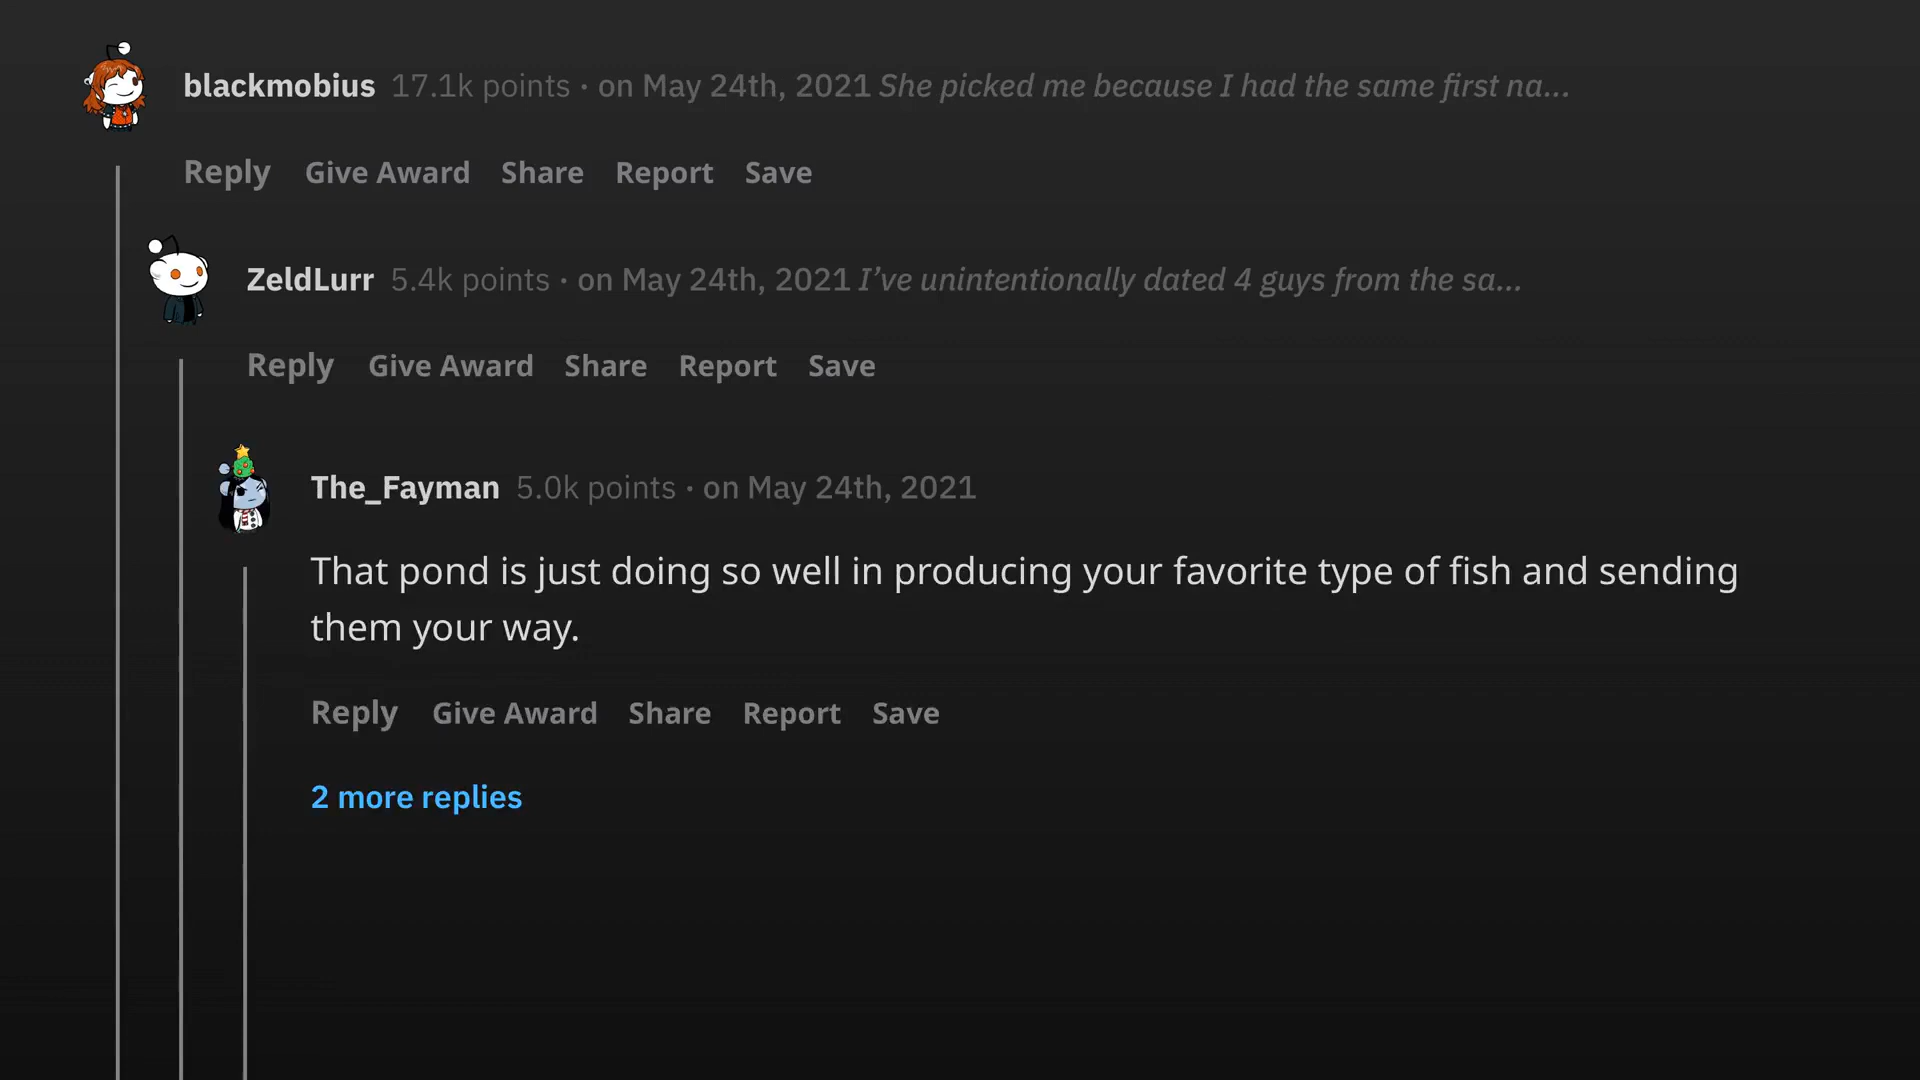 blackmobius 17.1k points · on May 24th, 2021 She picked me because I had the same first na...
Reply Give Award Share Report Save
ZeldLurr 5.4k points · on May 24th, 2021 I’ve unintentionally dated 4 guys from the sa...
Reply Give Award Share Report Save
The_Fayman 5.0k points · on May 24th, 2021
That pond is just doing so well in producing your favorite type of fish and sending
them your way.
Reply Give Award Share Report Save
2 more replies